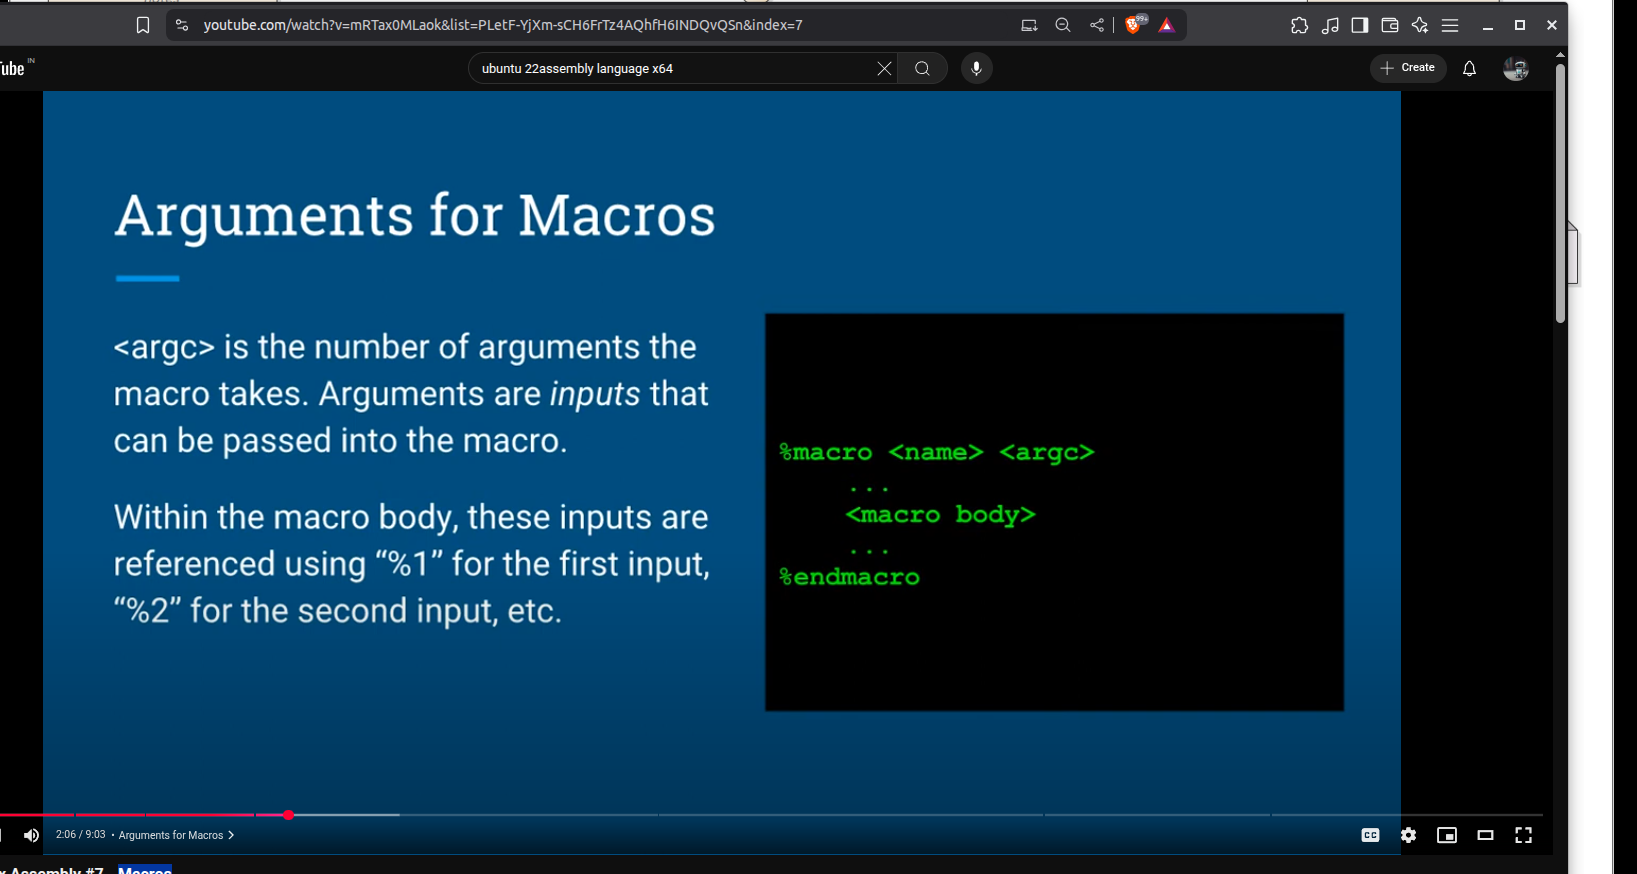 youtube.com/watch?v=mRTax0MLaok&list=PLetF-YjXm-sCH6FrTz4AQhfH6INDQvQSn&index=7
99+
ube IN
ubuntu 22assembly language x64
Create
Arguments for Macros
<argc> is the number of arguments the
macro takes. Arguments are inputs that
can be passed into the macro.
Within the macro body, these inputs are
referenced using “%1” for the first input,
“%2” for the second input, etc.
%macro <name> <argc>
...
<macro body>
...
%endmacro
2:06 / 9:03 • Arguments for Macros
CC
x Assembly #7 Macros